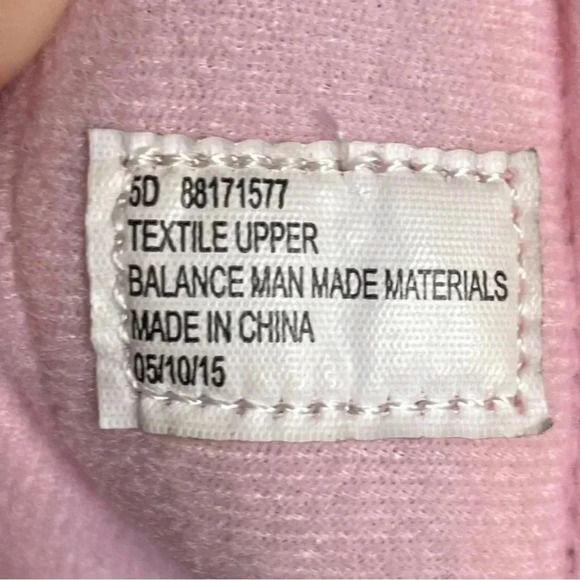 5D 88171577
TEXTILE UPPER
BALANCE MAN MADE MATERIALS
MADE IN CHINA
05/10/15